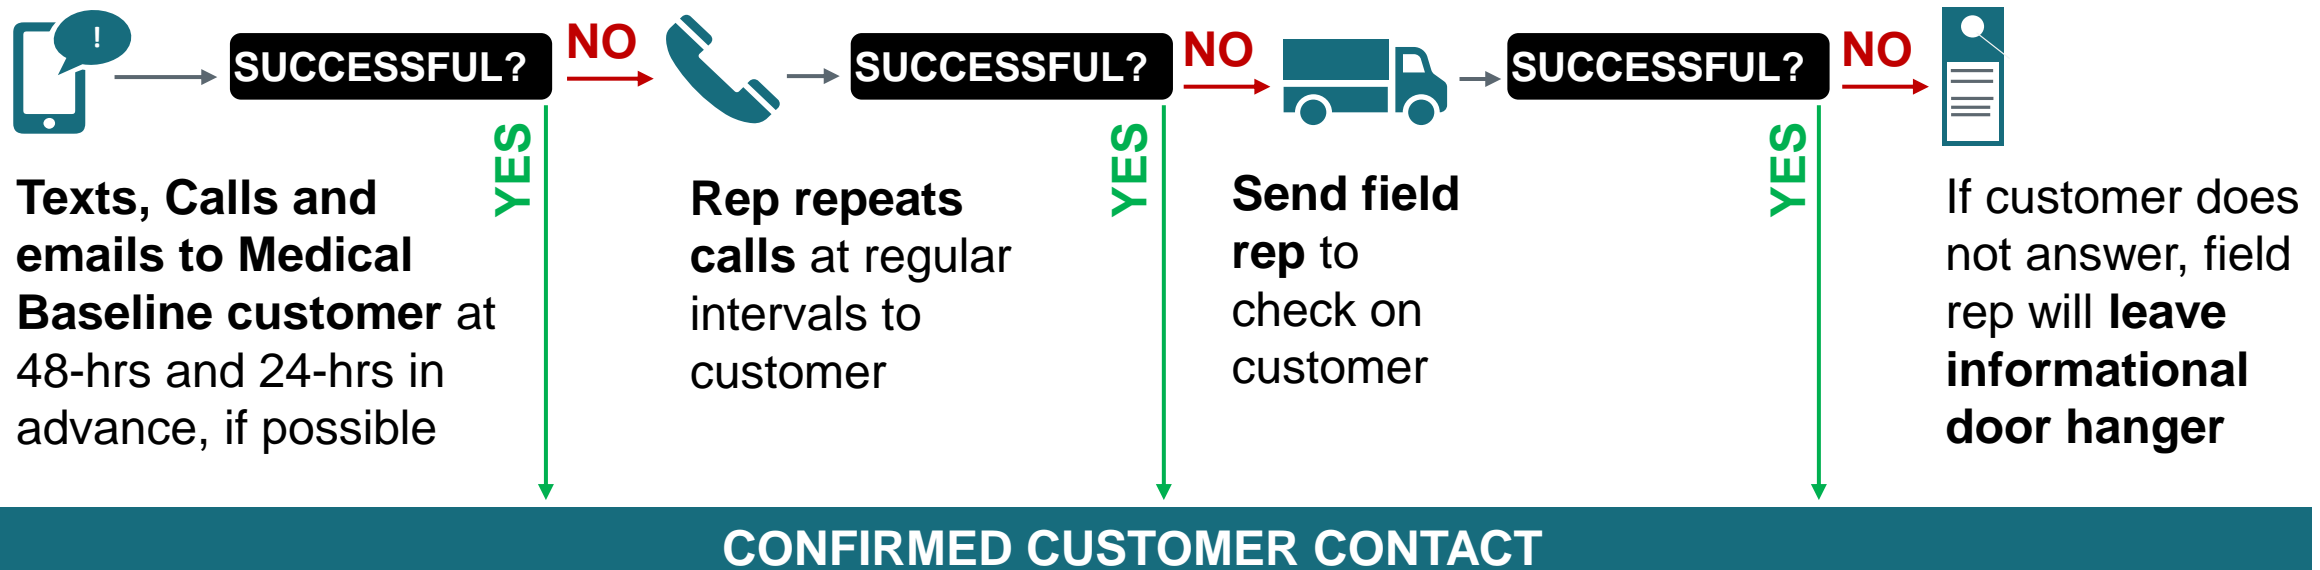 !
SUCCESSFUL?
NO
SUCCESSFUL?
NO
SUCCESSFUL?
NO
YES
YES
YES
Texts, Calls and
emails to Medical
Baseline customer at
48-hrs and 24-hrs in
advance, if possible
Rep repeats
calls at regular
intervals to
customer
Send field
rep to
check on
customer
If customer does
not answer, field
rep will leave
informational
door hanger
CONFIRMED CUSTOMER CONTACT